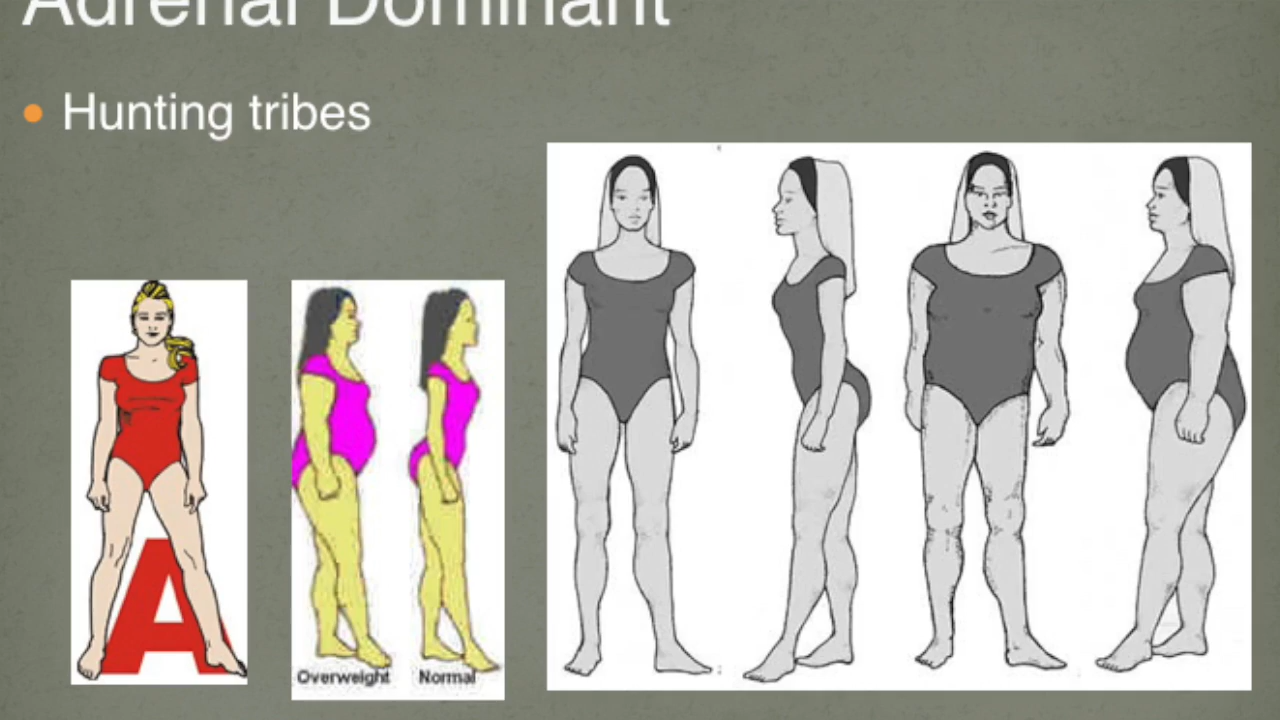 Adrenal Dominant
Hunting tribes
A
Overweight
Normal